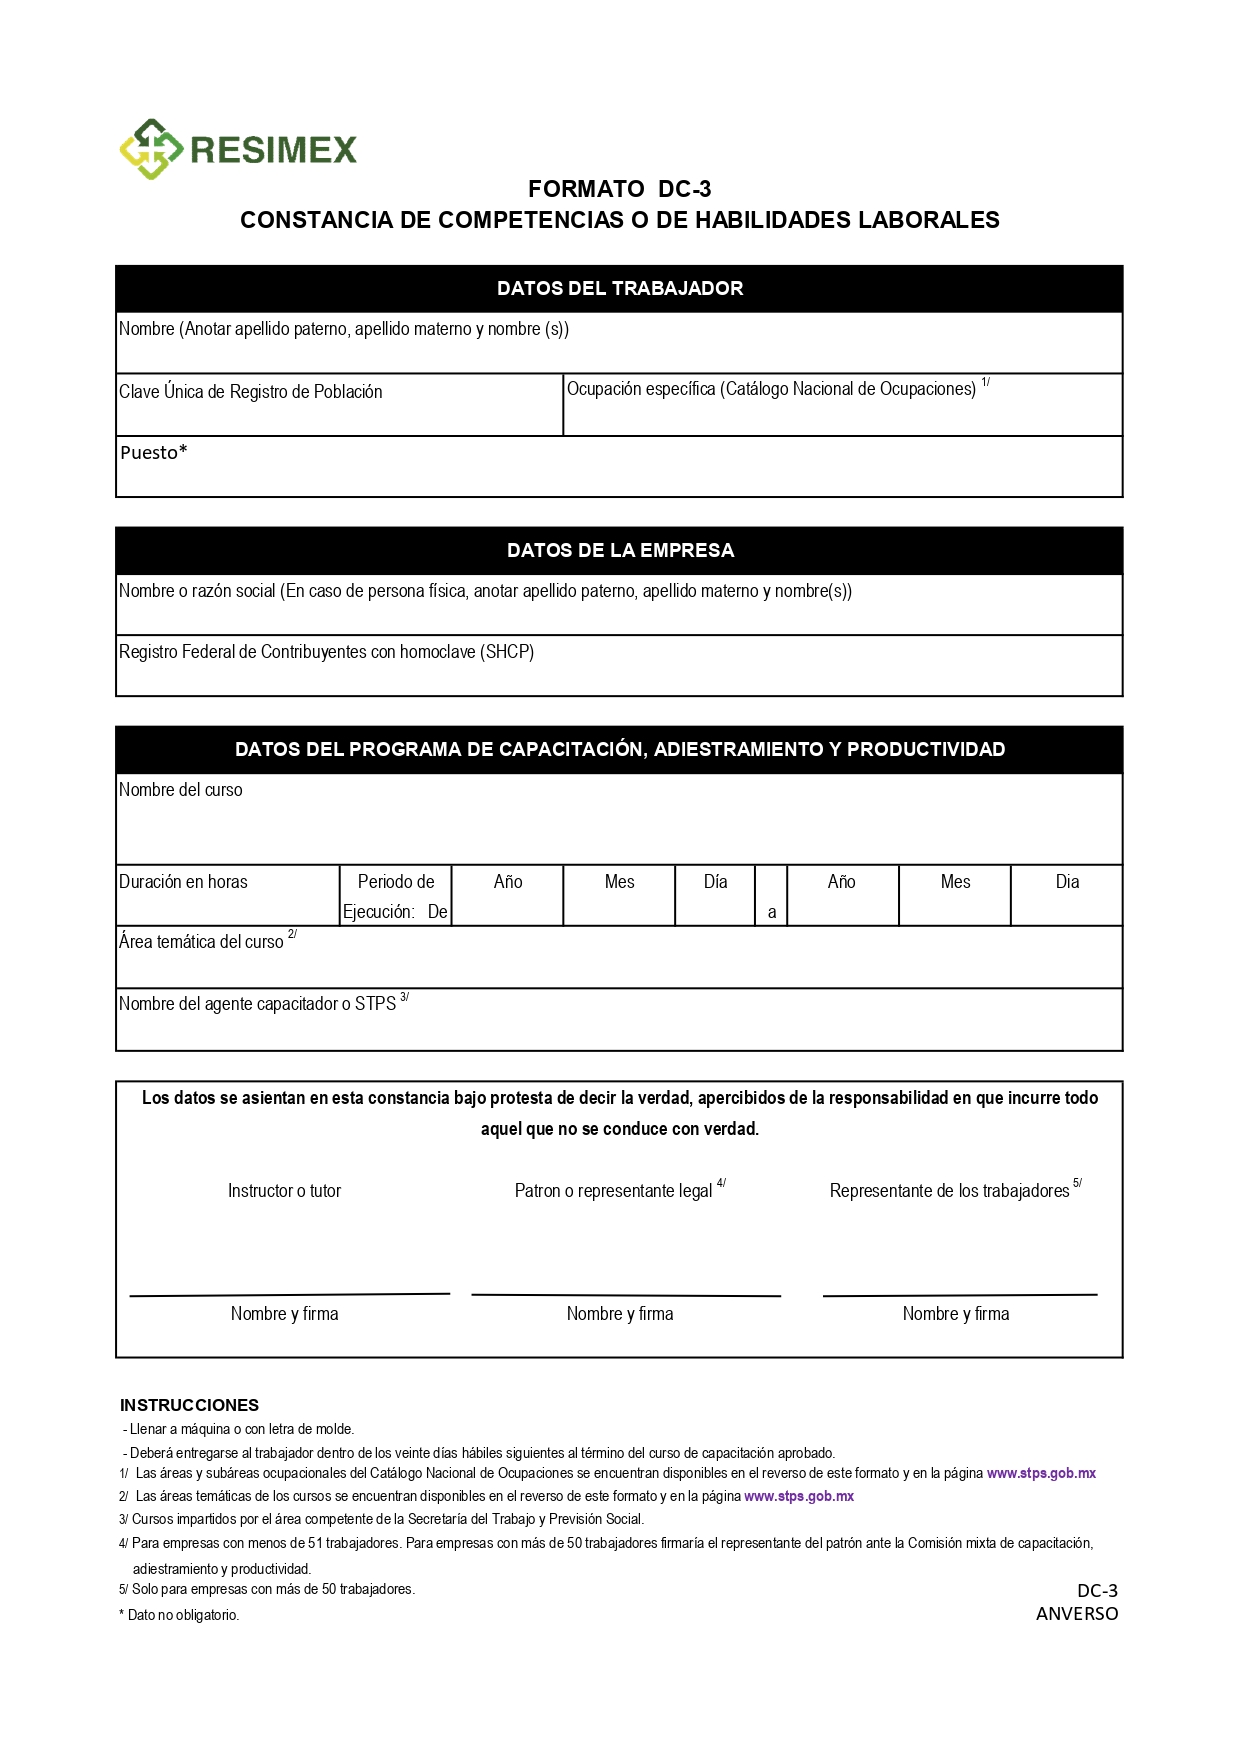 RESIMEX
FORMATO DC-3
CONSTANCIA DE COMPETENCIAS O DE HABILIDADES LABORALES
DATOS DEL TRABAJADOR
Nombre (Anotar apellido paterno, apellido materno y nombre (s))
Clave Única de Registro de Población
Ocupación específica (Catálogo Nacional de Ocupaciones) 1/
Puesto*
DATOS DE LA EMPRESA
Nombre o razón social (En caso de persona física, anotar apellido paterno, apellido materno y nombre(s))
Registro Federal de Contribuyentes con homoclave (SHCP)
DATOS DEL PROGRAMA DE CAPACITACIÓN, ADIESTRAMIENTO Y PRODUCTIVIDAD
Nombre del curso
Duración en horas Periodo de Año Mes Día Año Mes Dia
Ejecución: De a
Área temática del curso 2/
Nombre del agente capacitador o STPS 3/
Los datos se asientan en esta constancia bajo protesta de decir la verdad, apercibidos de la responsabilidad en que incurre todo
aquel que no se conduce con verdad.
Instructor o tutor Patron o representante legal 4/ Representante de los trabajadores 5/
Nombre y firma Nombre y firma Nombre y firma
INSTRUCCIONES
- Llenar a máquina o con letra de molde.
- Deberá entregarse al trabajador dentro de los veinte días hábiles siguientes al término del curso de capacitación aprobado.
1/ Las áreas y subáreas ocupacionales del Catálogo Nacional de Ocupaciones se encuentran disponibles en el reverso de este formato y en la página www.stps.gob.mx
2/ Las áreas temáticas de los cursos se encuentran disponibles en el reverso de este formato y en la página www.stps.gob.mx
3/ Cursos impartidos por el área competente de la Secretaría del Trabajo y Previsión Social.
4/ Para empresas con menos de 51 trabajadores. Para empresas con más de 50 trabajadores firmaría el representante del patrón ante la Comisión mixta de capacitación,
adiestramiento y productividad.
5/ Solo para empresas con más de 50 trabajadores.
* Dato no obligatorio.
DC-3
ANVERSO